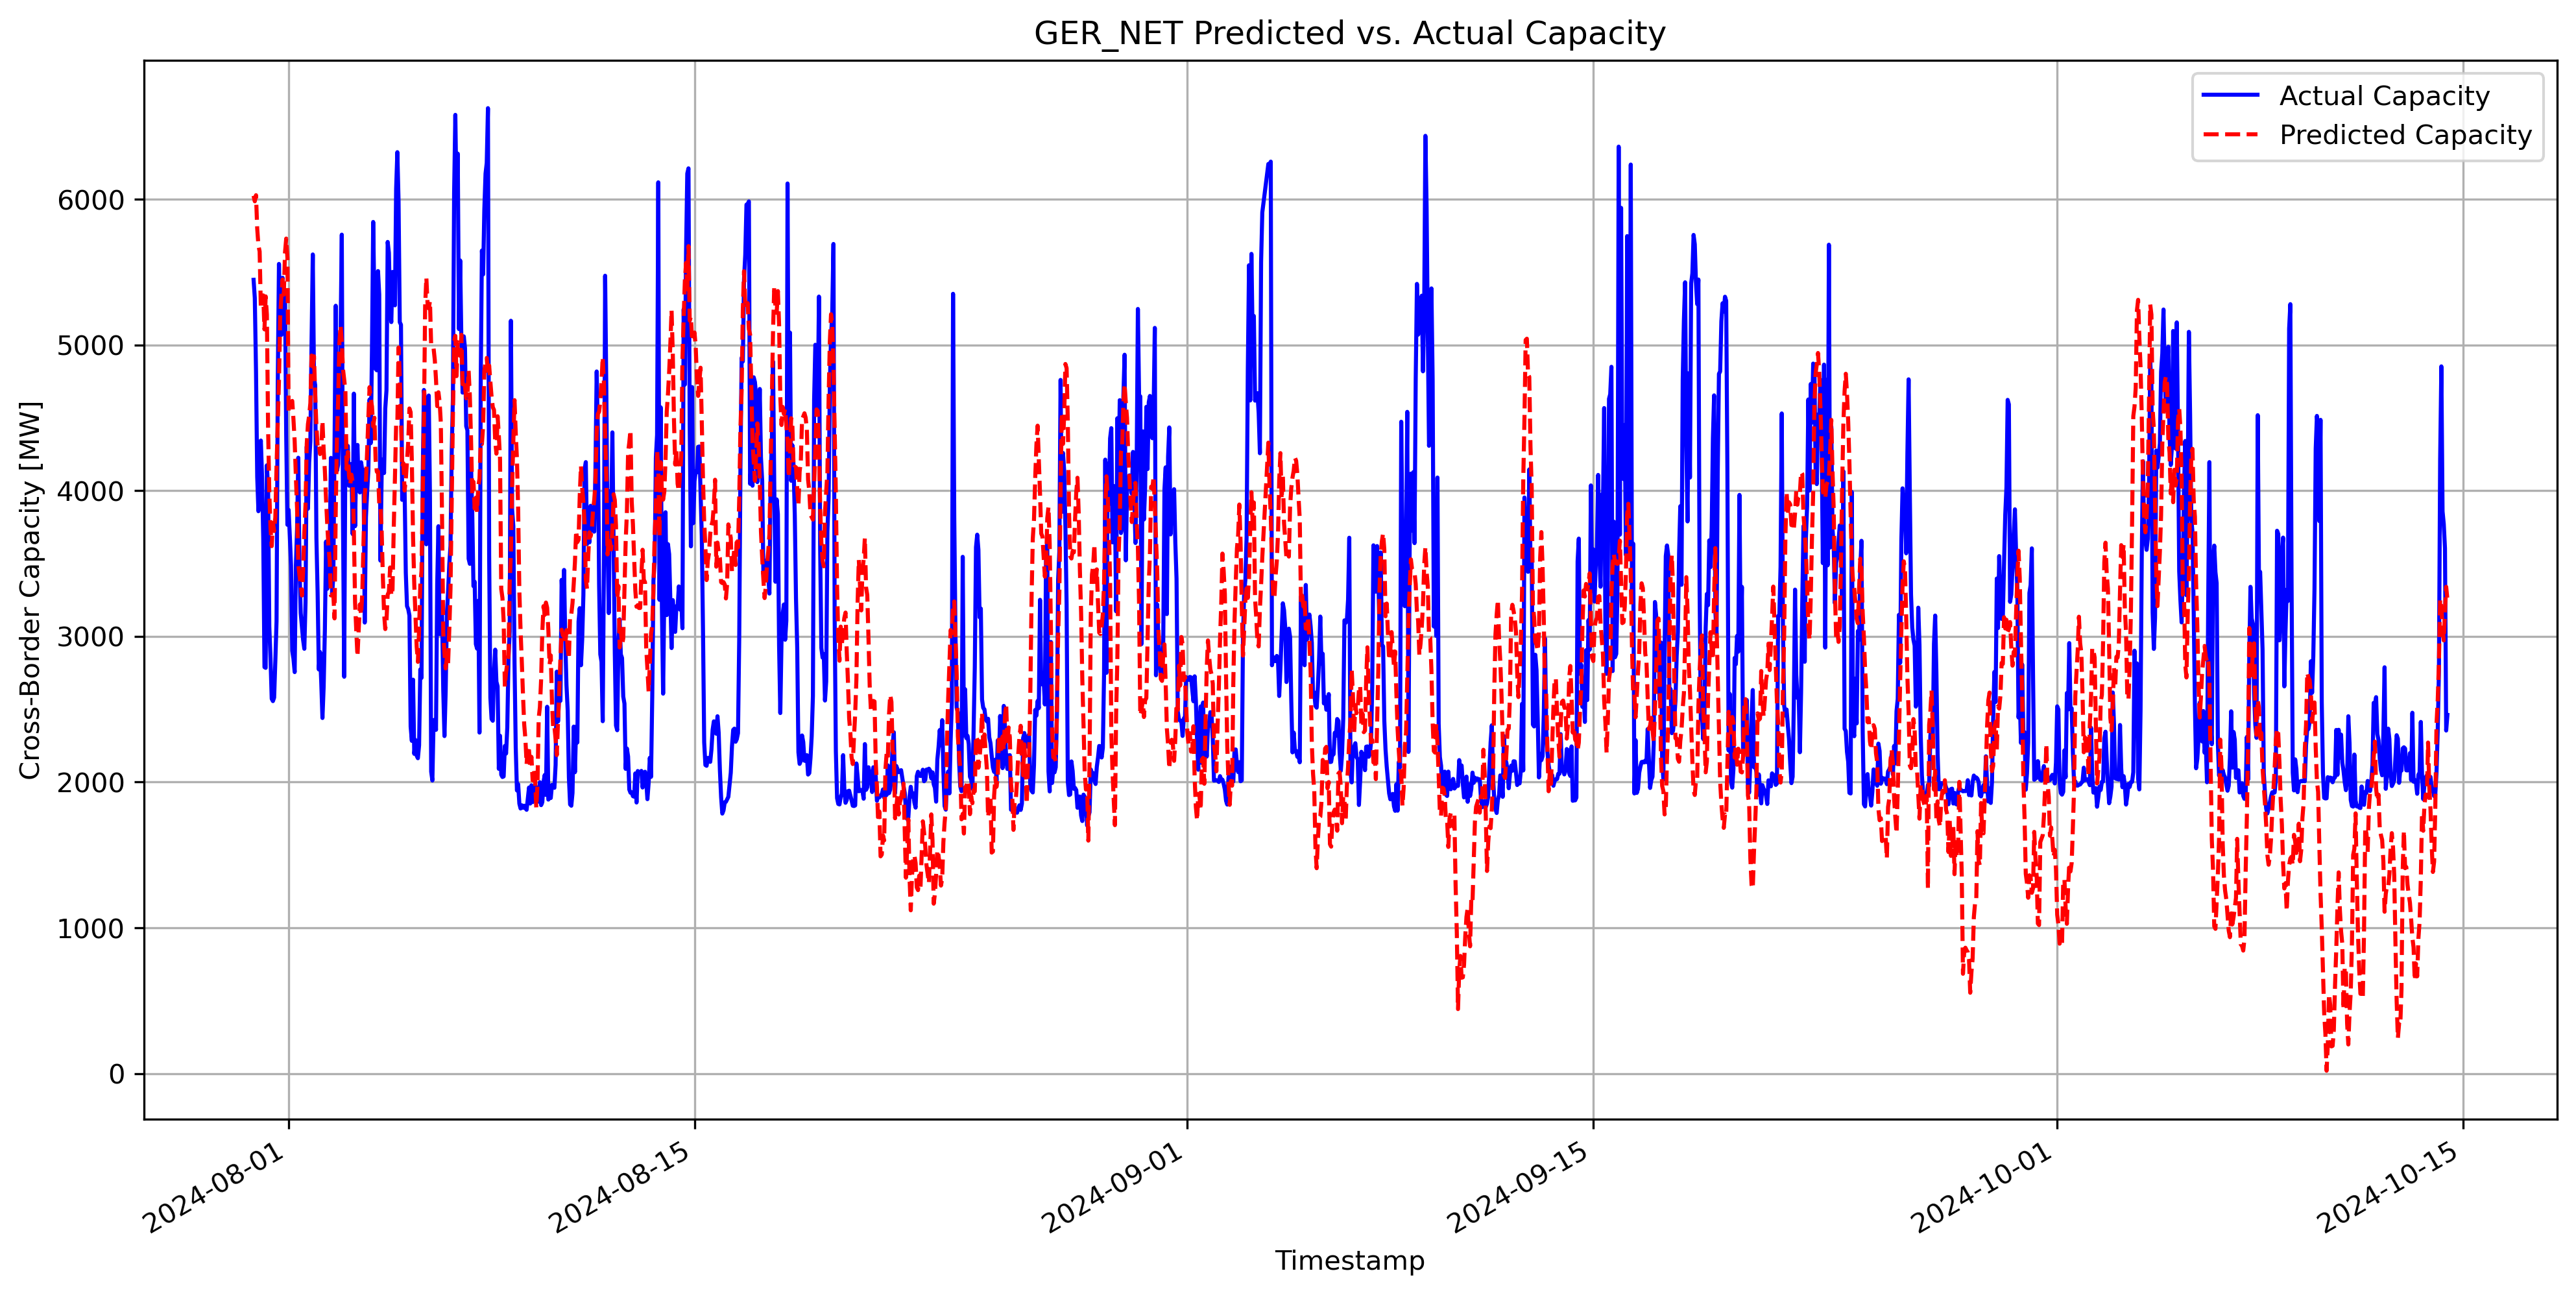 GER_NET Predicted vs. Actual Capacity
Actual Capacity
Predicted Capacity
Cross-Border Capacity [MW]
6000
5000
4000
3000
2000
1000
0
2024-08-01
2024-08-15
2024-09-01
2024-09-15
2024-10-01
2024-10-15
Timestamp